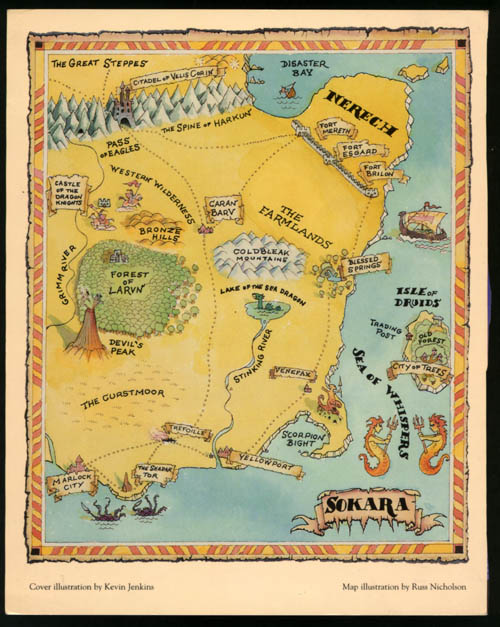 THE GREAT STEPPES
CITADEL OF VELIS CORIN
DISASTER
BAY
NERECH
THE SPINE OF HARKUN
FORT
MERETH
FORT
ESGARD
FORT
BRILON
PASS
OF EAGLES
CASTLE
OF THE
DRAGON
KNIGHTS
WESTERN WILDERNESS
CARAN
BARU
THE
FARMLANDS
BRONZE
HILLS
COLDBLEAK
MOUNTAINS
GRIMM RIVER
BLESSED
SPRINGS
FOREST
OF
LARUN
LAKE OF THE SEA DRAGON
ISLE OF
DRUIDS
TRADING
POST
OLD
FOREST
DEVIL'S
PEAK
STINKING RIVER
CITY OF TREES
SEA OF WHISPERS
VENEFAX
THE CURSTMOOR
TREFOILLE
SCORPION
BIGHT
YELLOWPORT
MARLOCK
CITY
THE SHADAR
TOR
SOKARA
Cover illustration by Kevin Jenkins
Map illustration by Russ Nicholson